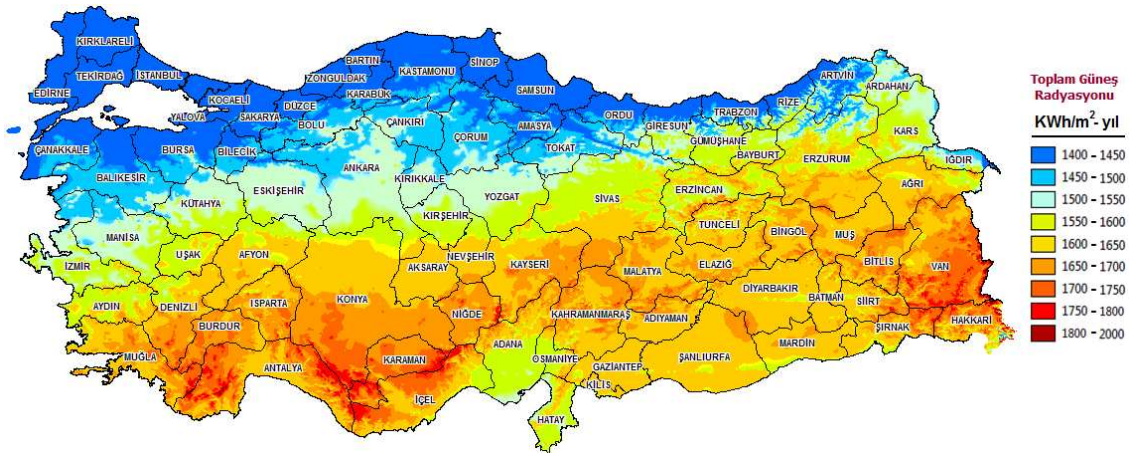 KIRKLARELİ
TEKİRDAĞ
İSTANBUL
EDİRNE
KOCAELİ
YALOVA
SAKARYA
DÜZCE
ZONGULDAK
BARTIN
KARABÜK
KASTAMONU
SİNOP
SAMSUN
BOLU
ÇANKIRI
ÇORUM
AMASYA
TOKAT
ORDU
GİRESUN
TRABZON
RİZE
ARTVİN
ARDAHAN
GÜMÜŞHANE
BAYBURT
ERZURUM
KARS
IĞDIR
AĞRI
ÇANAKKALE
BURSA
BİLECİK
BALIKESİR
ESKİŞEHİR
KÜTAHYA
ANKARA
KIRIKKALE
KIRŞEHİR
YOZGAT
SİVAS
ERZİNCAN
TUNCELİ
BİNGÖL
MUŞ
BİTLİS
VAN
MANİSA
İZMİR
UŞAK
AFYON
AKSARAY
NEVŞEHİR
KAYSERİ
MALATYA
ELAZIĞ
DİYARBAKIR
BATMAN
SİİRT
ŞIRNAK
HAKKARİ
AYDIN
DENİZLİ
ISPARTA
BURDUR
KONYA
NİĞDE
KAHRAMANMARAŞ
ADIYAMAN
MARDİN
MUĞLA
ANTALYA
KARAMAN
İÇEL
ADANA
OSMANİYE
GAZİANTEP
KİLİS
ŞANLIURFA
HATAY
Toplam Güneş
Radyasyonu
KWh/m²- yıl
1400 - 1450
1450 - 1500
1500 - 1550
1550 - 1600
1600 - 1650
1650 - 1700
1700 - 1750
1750 - 1800
1800 - 2000